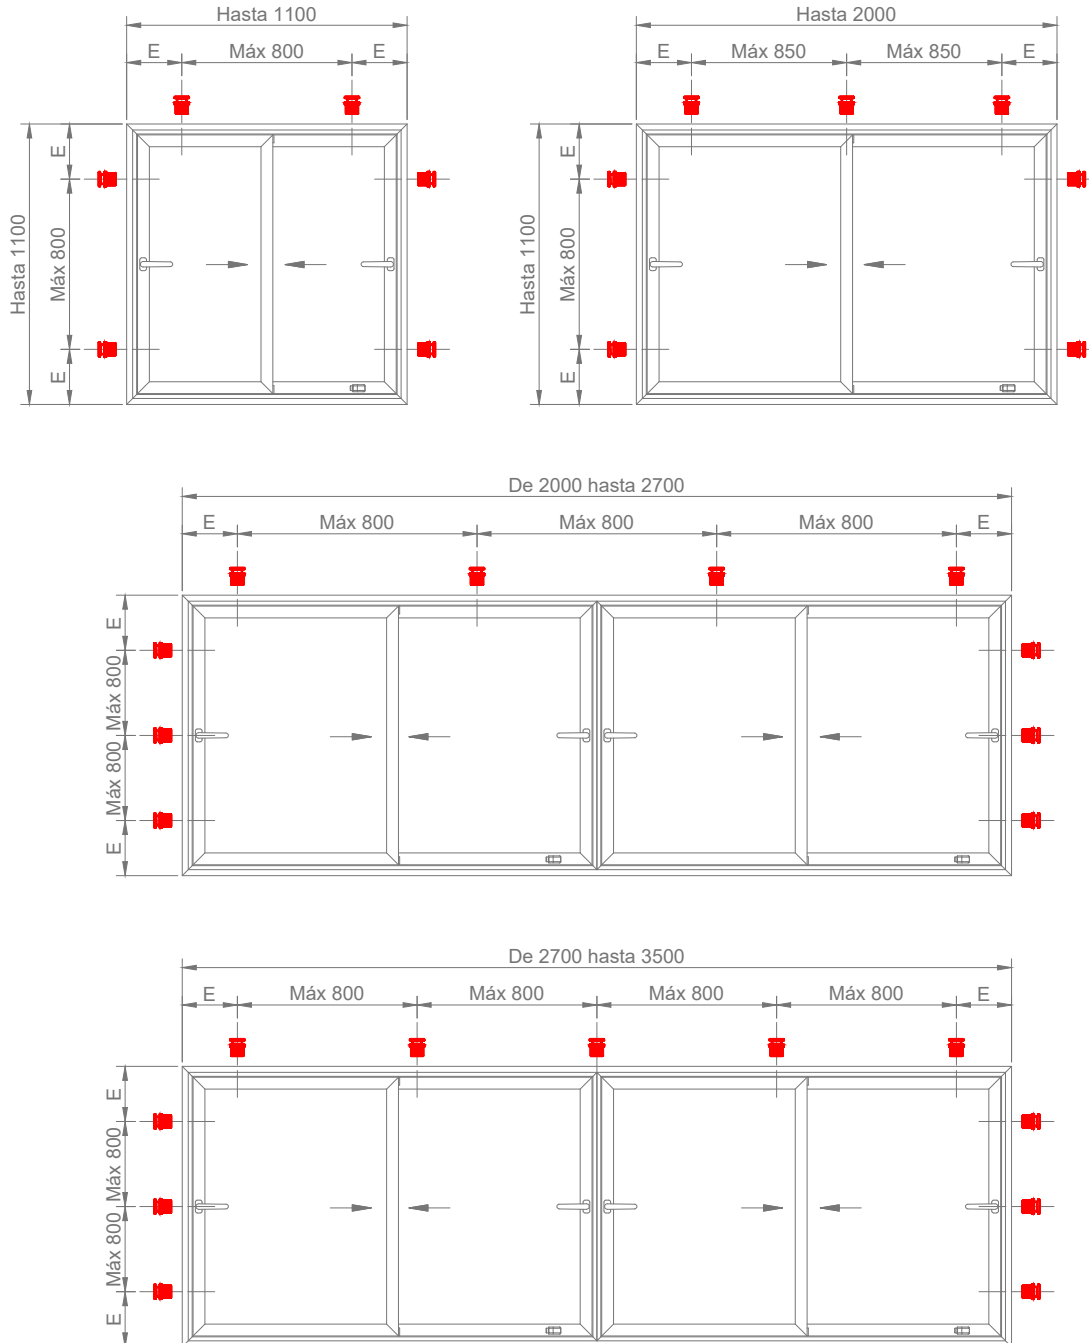 Hasta 1100
E Máx 800 E
E
Máx 800
Hasta 1100
E
Hasta 2000
E Máx 850 Máx 850 E
E
Máx 800
Hasta 1100
E
De 2000 hasta 2700
E Máx 800 Máx 800 Máx 800 E
E
Máx 800
Máx 800
E
De 2700 hasta 3500
E Máx 800 Máx 800 Máx 800 Máx 800 E
E
Máx 800
Máx 800
E